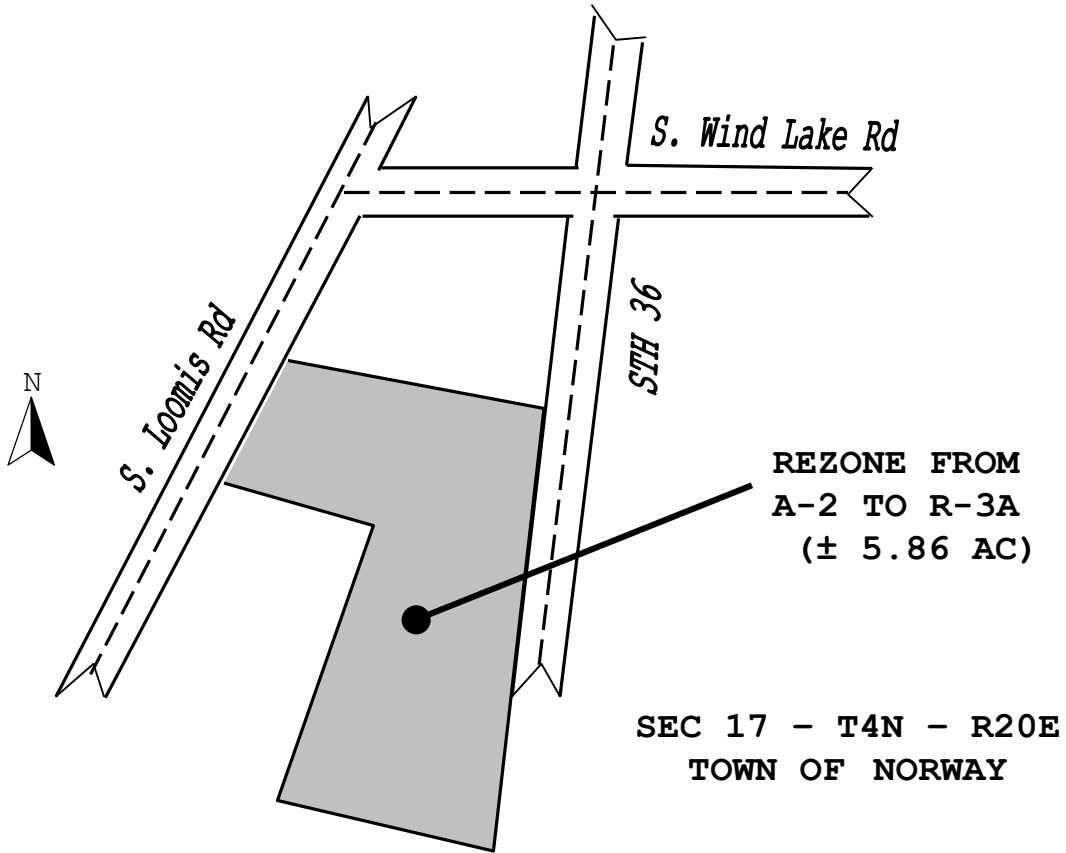 S. Wind Lake Rd
S. Loomis Rd
STH 36
N
REZONE FROM
A-2 TO R-3A
(± 5.86 AC)
SEC 17 – T4N – R20E
TOWN OF NORWAY